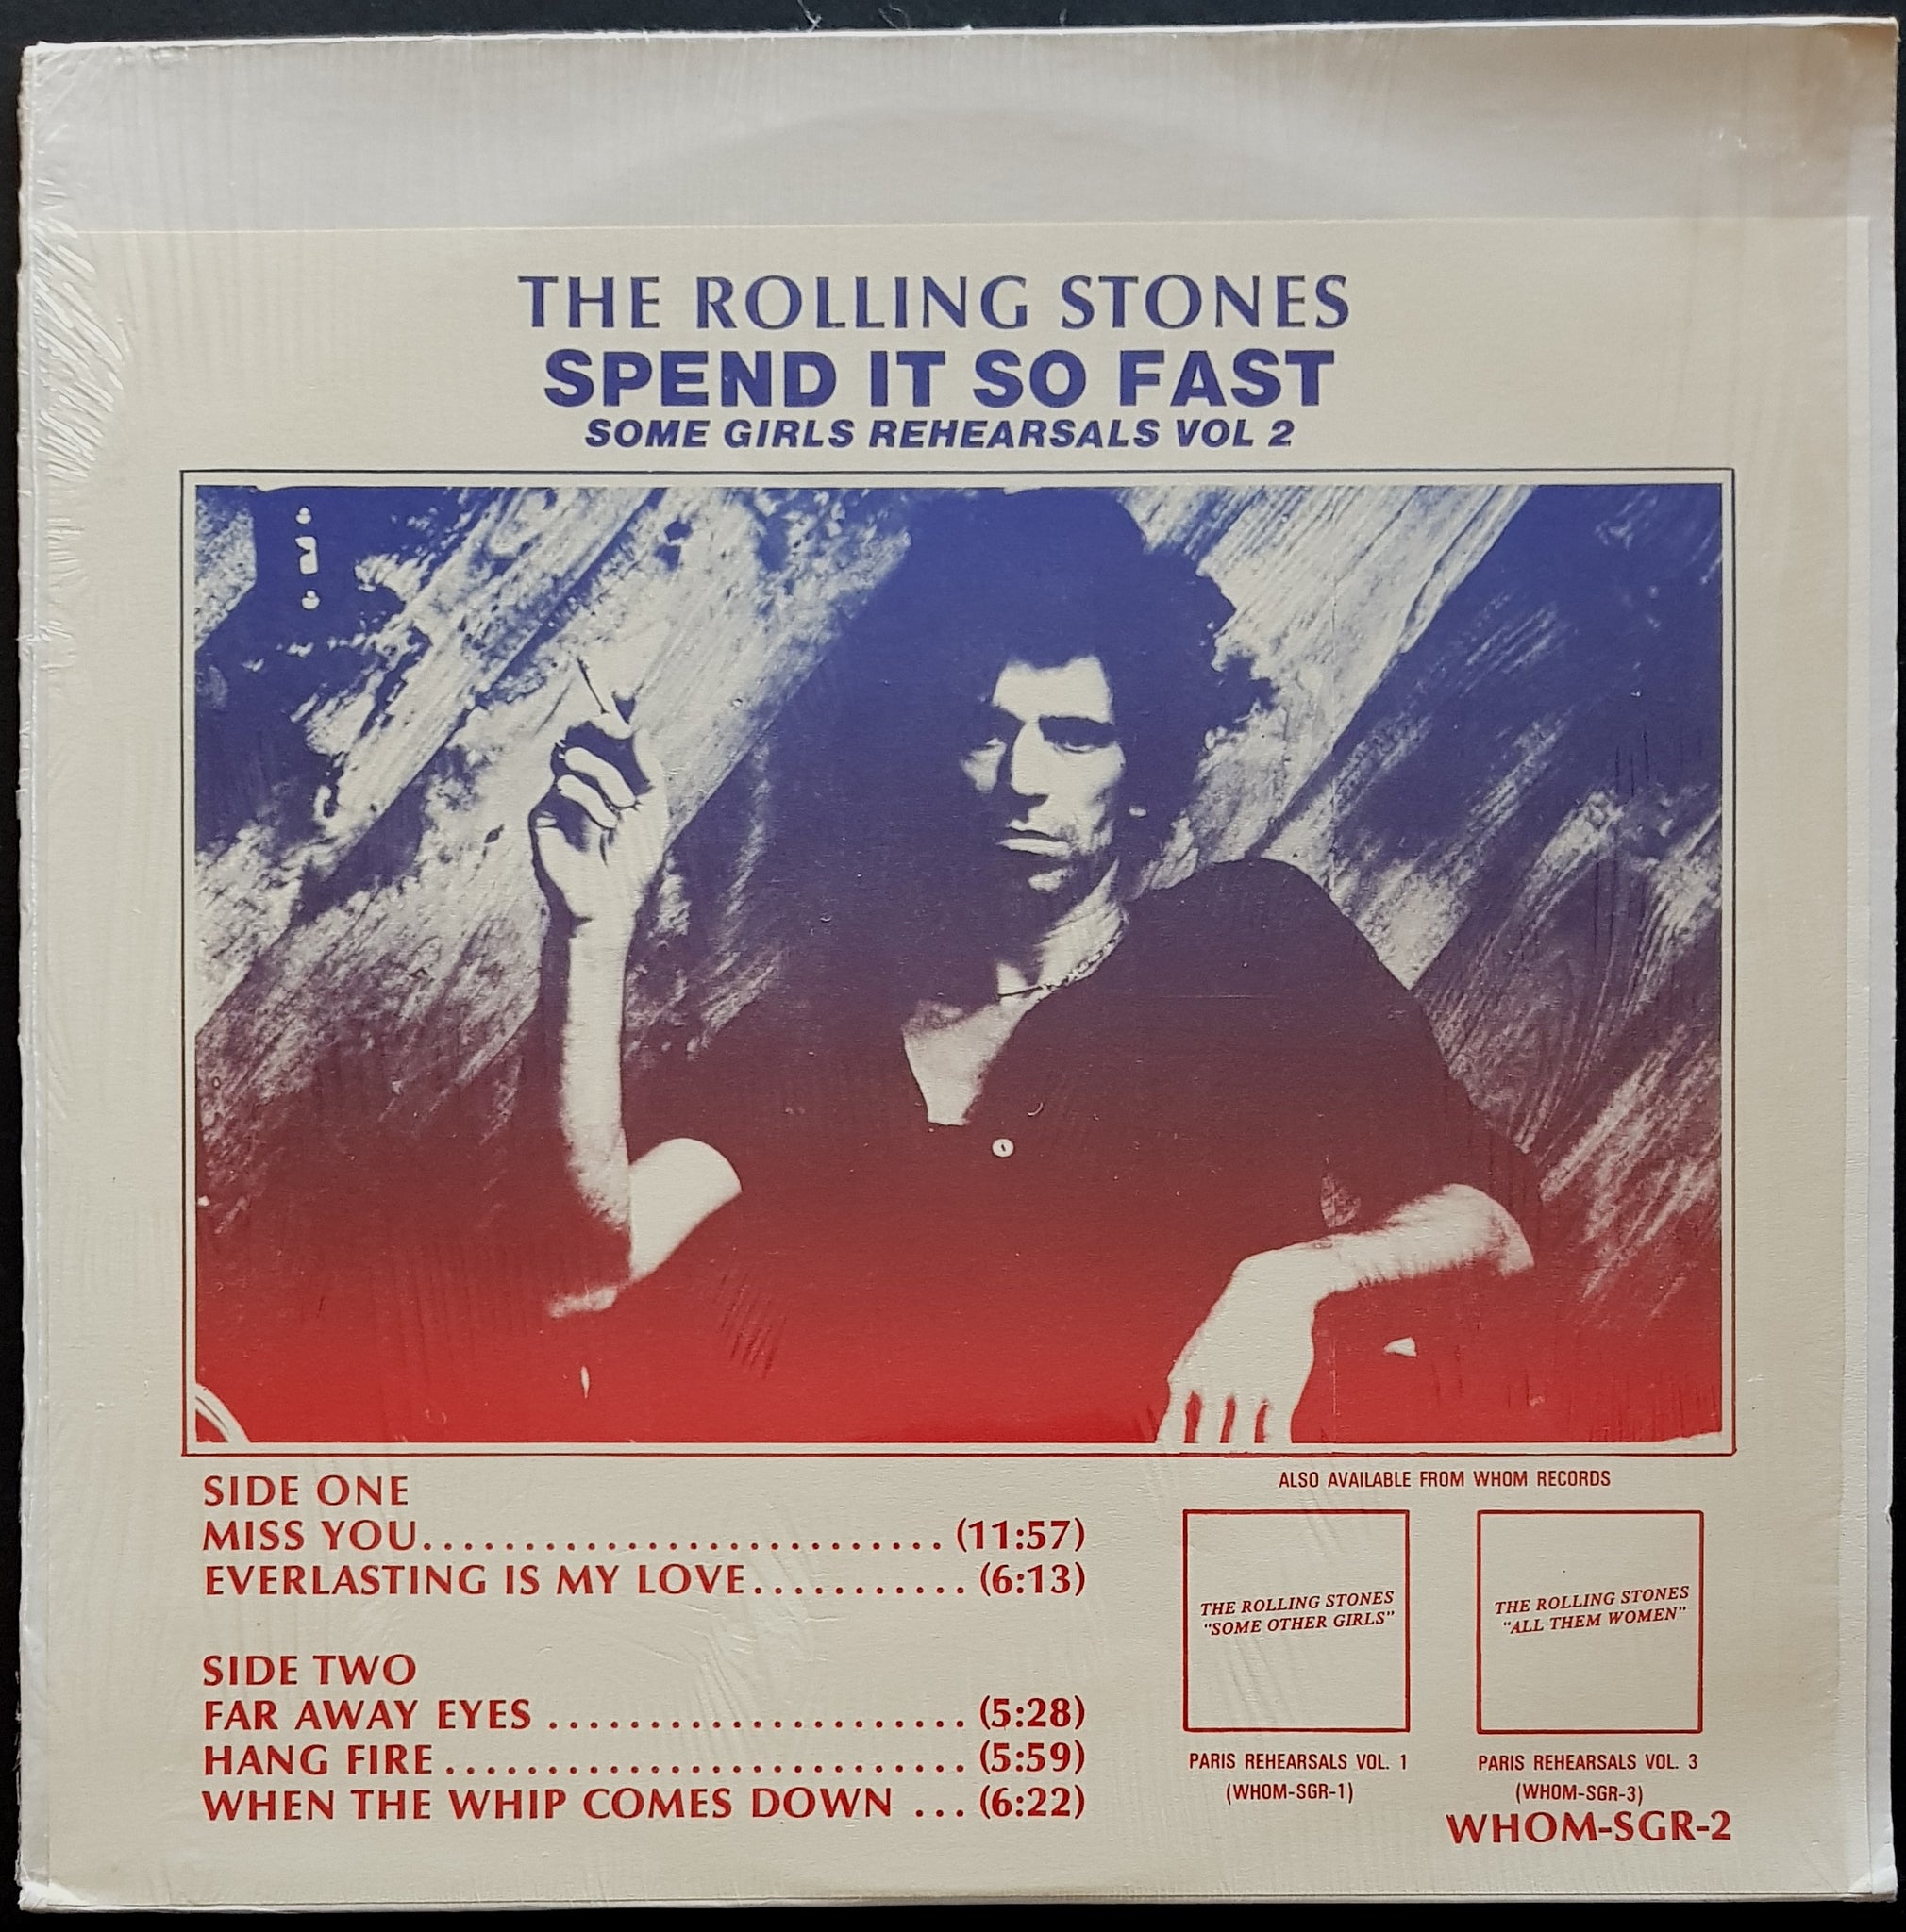 THE ROLLING STONES
SPEND IT SO FAST
SOME GIRLS REHEARSALS VOL 2
SIDE ONE
MISS YOU.......................... (11:57)
EVERLASTING IS MY LOVE........... (6:13)
SIDE TWO
FAR AWAY EYES ..................... (5:28)
HANG FIRE .......................... (5:59)
WHEN THE WHIP COMES DOWN ... (6:22)
ALSO AVAILABLE FROM WHOM RECORDS
THE ROLLING STONES
"SOME OTHER GIRLS"
PARIS REHEARSALS VOL. 1
(WHOM-SGR-1)
THE ROLLING STONES
"ALL THEM WOMEN"
PARIS REHEARSALS VOL. 3
(WHOM-SGR-3)
WHOM-SGR-2